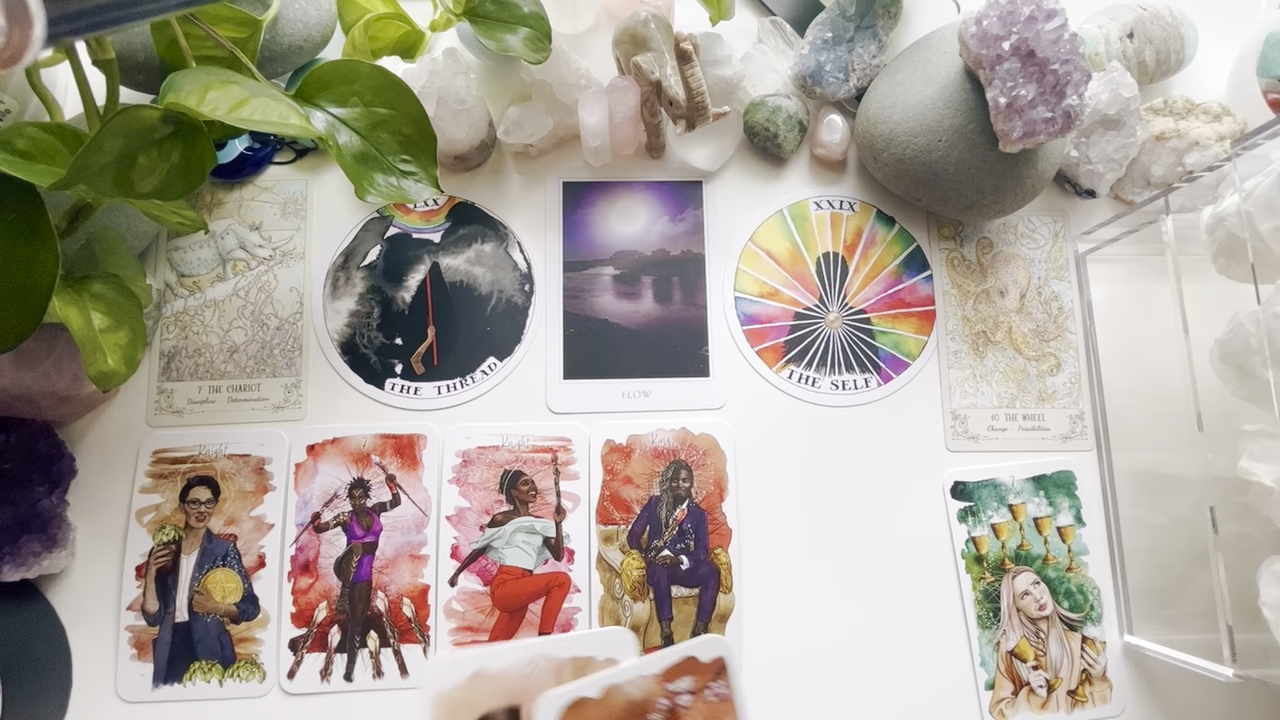 LIX
THE THREAD
XXIX
THE SELF
7 THE CHARIOT
Discipline Determination
FLOW
10 THE WHEEL
Change - Possibilities
Knight
7
Knight
King
7